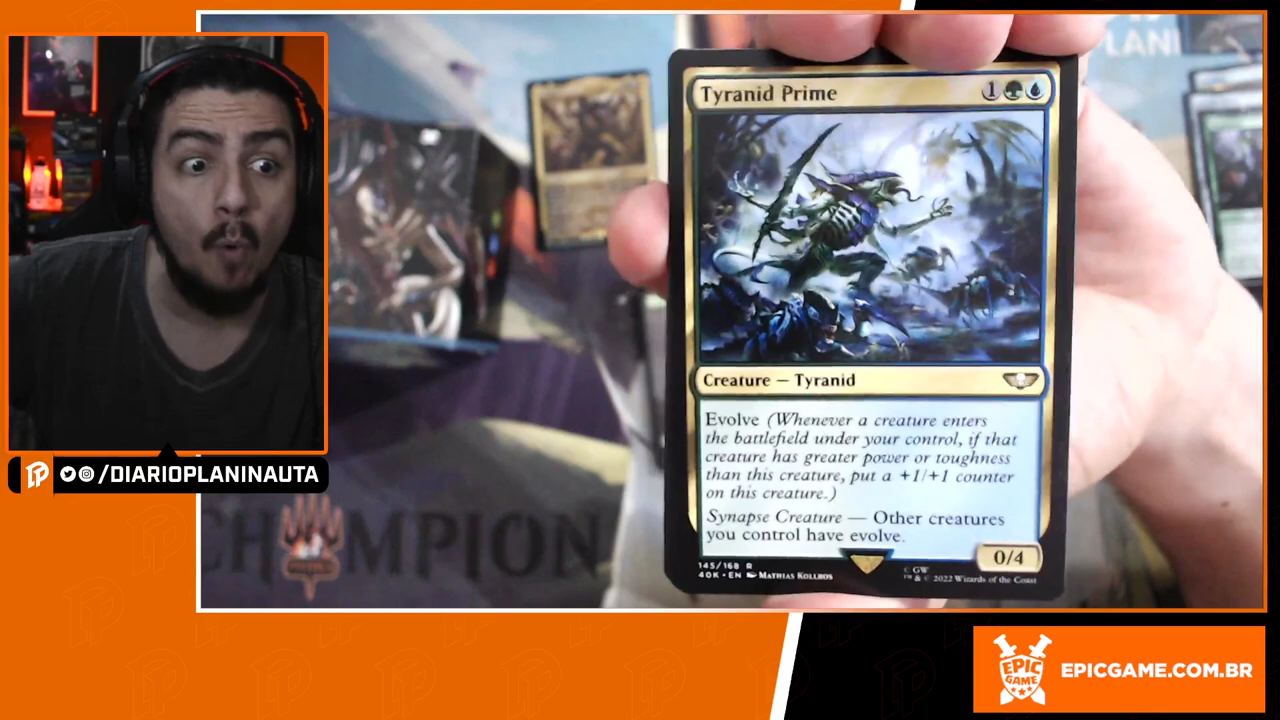 PLANI
Tyranid Prime 1
Creature — Tyranid
Evolve (Whenever a creature enters
the battlefield under your control, if that
creature has greater power or toughness
than this creature, put a +1/+1 counter
on this creature.)
Synapse Creature — Other creatures
you control have evolve.
0/4
145/168 R
40K • EN MATHIAS KOLLROS
© GW
™ & © 2022 Wizards of the Coast
/DIARIOPLANINAUTA
CHAMPION
EPIC
GAME
EPICGAME.COM.BR